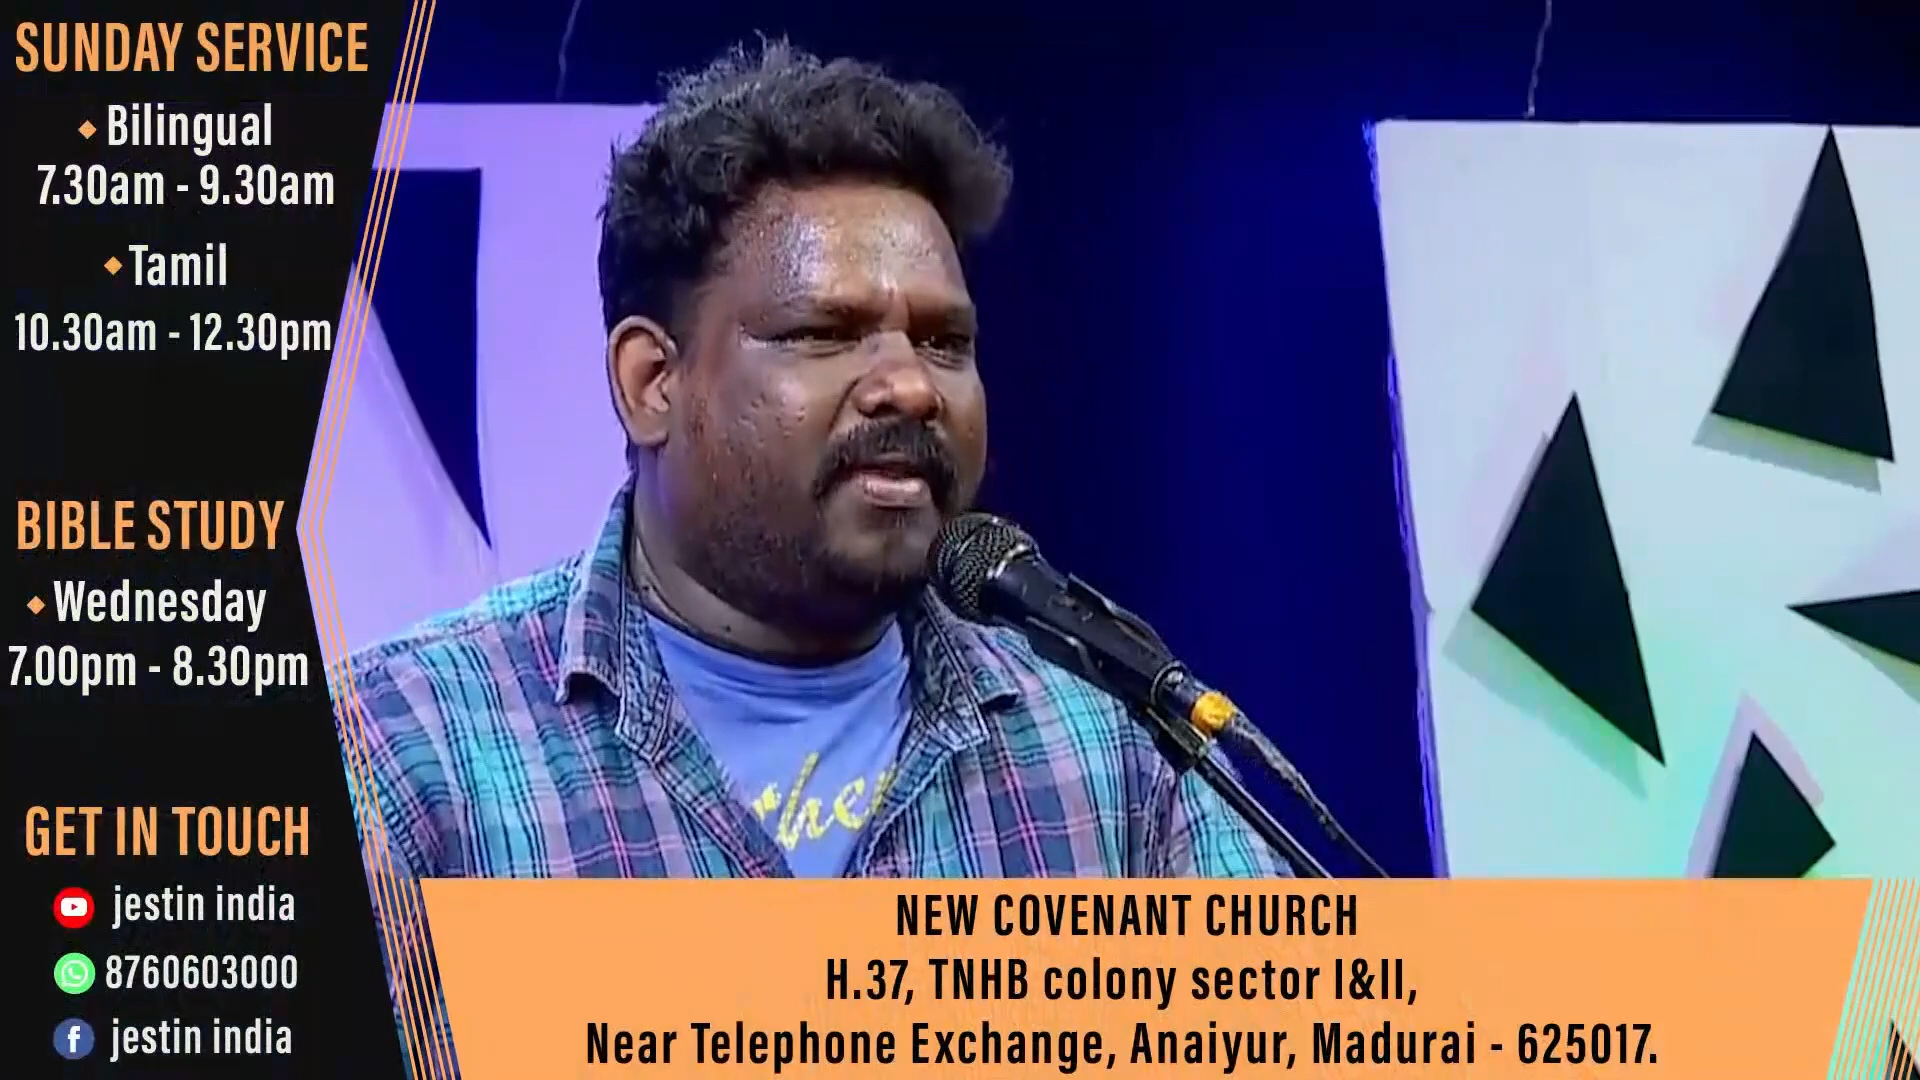 SUNDAY SERVICE
Bilingual
7.30am - 9.30am
Tamil
10.30am - 12.30pm
BIBLE STUDY
Wednesday
7.00pm - 8.30pm
GET IN TOUCH
jestin india
8760603000
jestin india
NEW COVENANT CHURCH
H.37, TNHB colony sector I&II,
Near Telephone Exchange, Anaiyur, Madurai - 625017.